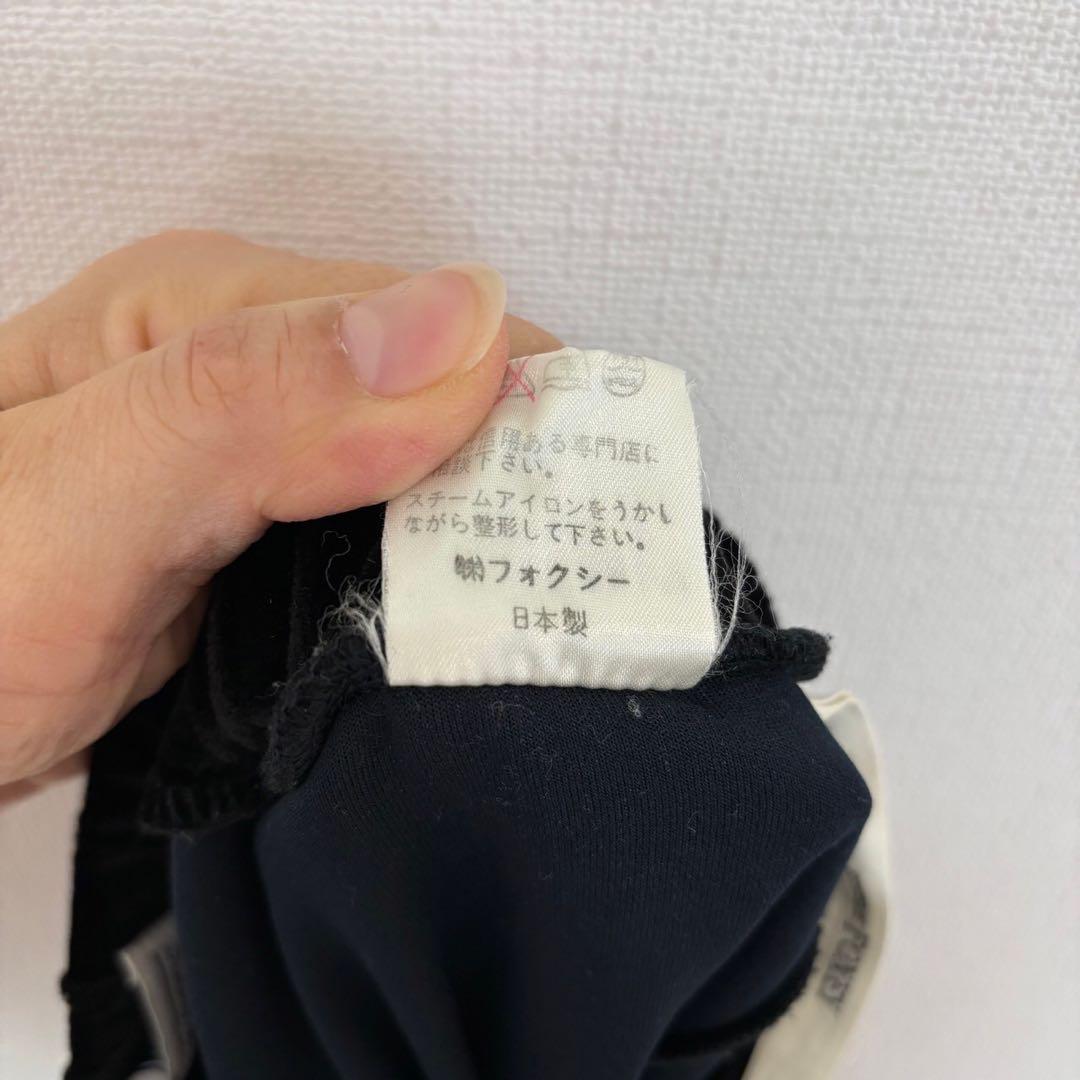 信頼ある専門店に
相談下さい。
スチームアイロンをうかし
ながら整形して下さい。
㈱フォクシー
日本製
FOXEY